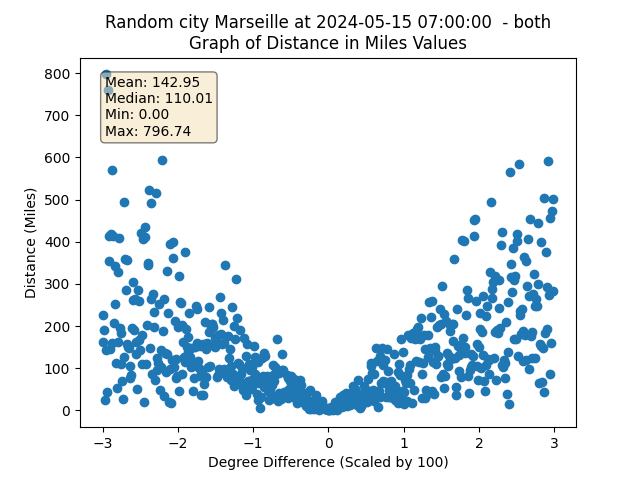 Random city Marseille at 2024-05-15 07:00:00  - both
Graph of Distance in Miles Values
Mean: 142.95
Median: 110.01
Min: 0.00
Max: 796.74
Distance (Miles)
800
700
600
500
400
300
200
100
0
−3
−2
−1
0
1
2
3
Degree Difference (Scaled by 100)